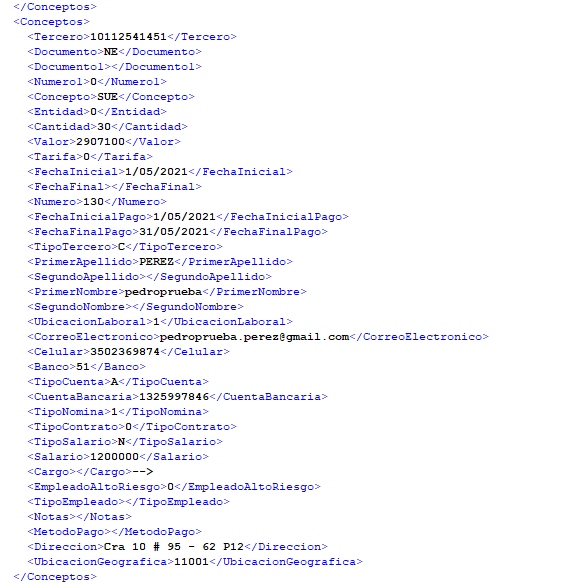 </Conceptos>
<Conceptos>
<Tercero>10112541451</Tercero>
<Documento>NE</Documento>
<Documento1></Documento1>
<Numero1>0</Numero1>
<Concepto>SUE</Concepto>
<Entidad>0</Entidad>
<Cantidad>30</Cantidad>
<Valor>2907100</Valor>
<Tarifa>0</Tarifa>
<FechaInicial>1/05/2021</FechaInicial>
<FechaFinal></FechaFinal>
<Numero>130</Numero>
<FechaInicialPago>1/05/2021</FechaInicialPago>
<FechaFinalPago>31/05/2021</FechaFinalPago>
<TipoTercero>C</TipoTercero>
<PrimerApellido>PEREZ</PrimerApellido>
<SegundoApellido></SegundoApellido>
<PrimerNombre>pedroprueba</PrimerNombre>
<SegundoNombre></SegundoNombre>
<UbicacionLaboral>1</UbicacionLaboral>
<CorreoElectronico>pedroprueba.perez@gmail.com</CorreoElectronico>
<Celular>3502369874</Celular>
<Banco>51</Banco>
<TipoCuenta>A</TipoCuenta>
<CuentaBancaria>1325997846</CuentaBancaria>
<TipoNomina>1</TipoNomina>
<TipoContrato>0</TipoContrato>
<TipoSalario>N</TipoSalario>
<Salario>1200000</Salario>
<Cargo></Cargo>-->
<EmpleadoAltoRiesgo>0</EmpleadoAltoRiesgo>
<TipoEmpleado></TipoEmpleado>
<Notas></Notas>
<MetodoPago></MetodoPago>
<Direccion>Cra 10 # 95 - 62 P12</Direccion>
<UbicacionGeografica>11001</UbicacionGeografica>
</Conceptos>